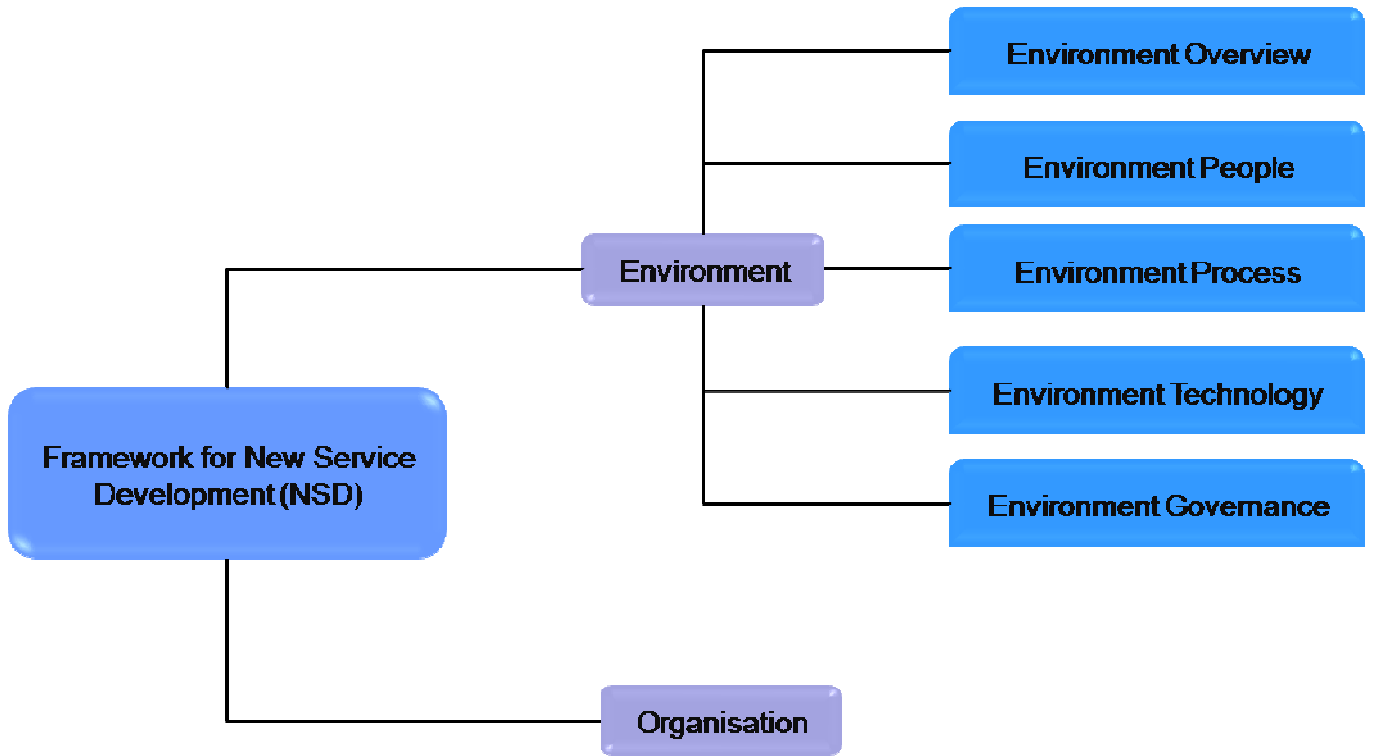 Environment Overview
Environment People
Environment
Environment Process
Environment Technology
Framework for New Service
Development (NSD)
Environment Governance
Organisation